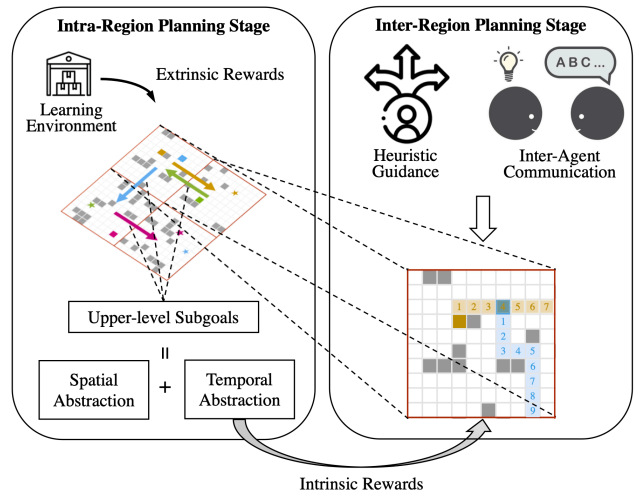 Intra-Region Planning Stage
Extrinsic Rewards
Learning
Environment
Upper-level Subgoals
=
Spatial
Abstraction
+
Temporal
Abstraction
Inter-Region Planning Stage
A B C ...
Heuristic
Guidance
Inter-Agent
Communication
1 2 3 5 6 7
1
2
3 4 5
6
7
8
9
Intrinsic Rewards